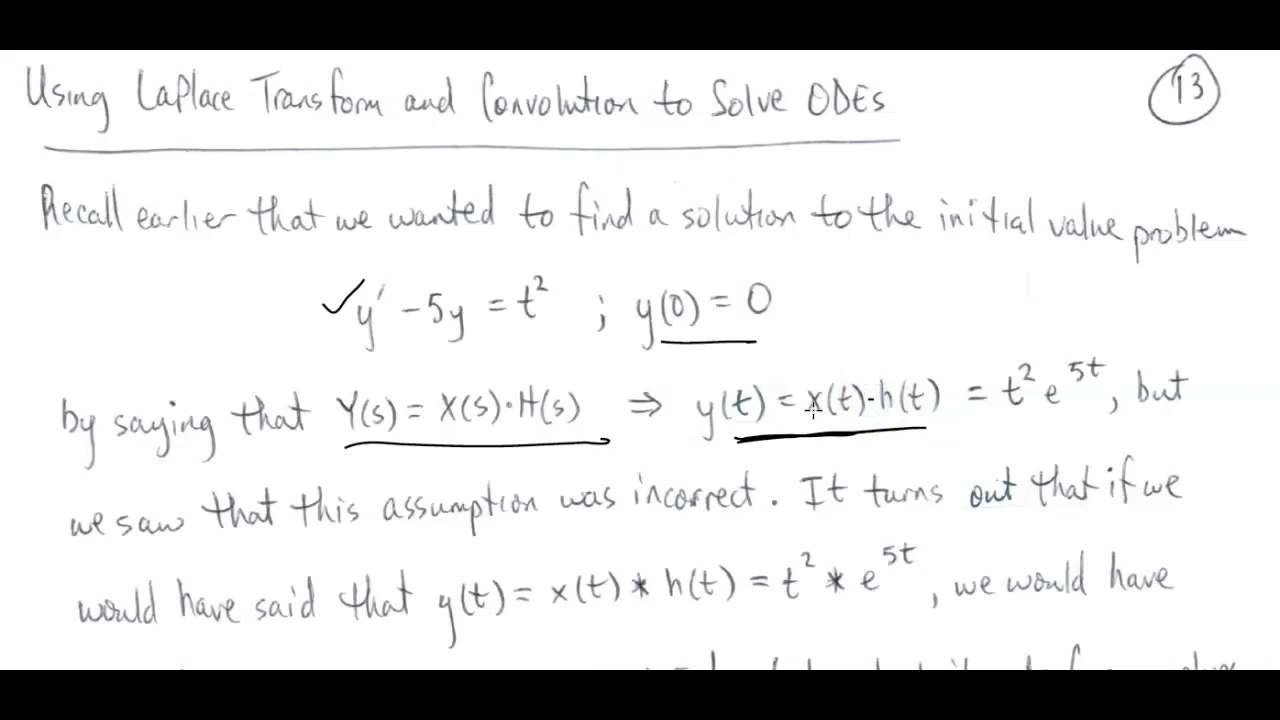 Using LaPlace Transform and Convolution to Solve ODEs
13
Recall earlier that we wanted to find a solution to the initial value problem
y' - 5y = t² ; y(0) = 0
by saying that Y(s) = X(s)·H(s) ⇒ y(t) = x(t)·h(t) = t² e^5t, but
we saw that this assumption was incorrect. It turns out that if we
would have said that y(t) = x(t) * h(t) = t² * e^5t, we would have